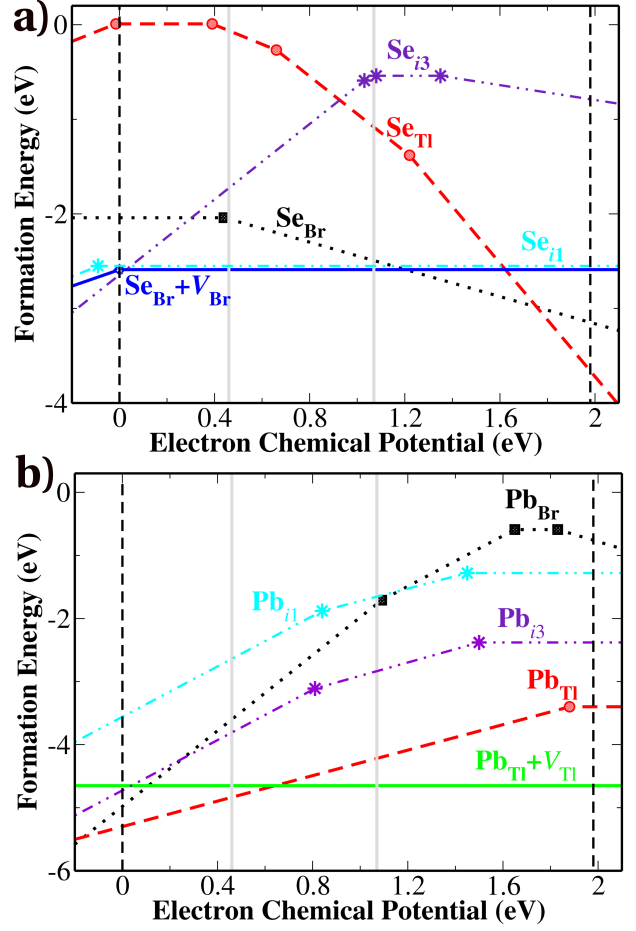 a)
0
-2
-4
Formation Energy (eV)
Se_i3
Se_Tl
Se_Br
Se_i1
Se_Br+V_Br
0 0.4 0.8 1.2 1.6 2
Electron Chemical Potential (eV)
b)
0
-2
-4
-6
Formation Energy (eV)
Pb_Br
Pb_i1
Pb_i3
Pb_Tl
Pb_Tl+V_Tl
0 0.4 0.8 1.2 1.6 2
Electron Chemical Potential (eV)